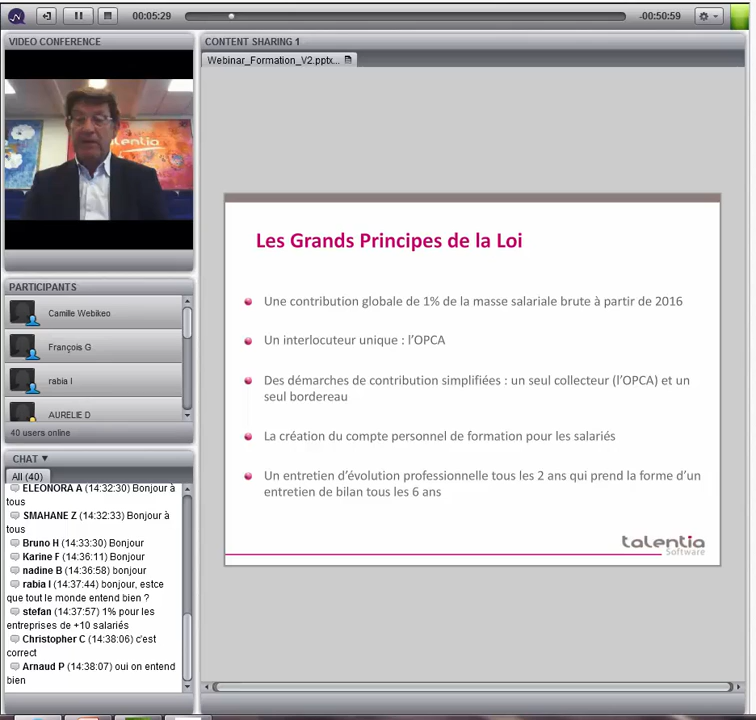 00:05:29
-00:50:59
VIDEO CONFERENCE
CONTENT SHARING 1
Webinar_Formation_V2.pptx...
PARTICIPANTS
Camille Webikeo
François G
rabia l
AURELIE D
40 users online
CHAT
All (40)
ELEONORA A (14:32:30) Bonjour à
tous
SMAHANE Z (14:32:33) Bonjour à
tous
Bruno H (14:33:30) Bonjour
Karine F (14:36:11) Bonjour
nadine B (14:36:58) bonjour
rabia l (14:37:44) bonjour, estce
que tout le monde entend bien ?
stefan (14:37:57) 1% pour les
entreprises de +10 salariés
Christopher C (14:38:06) c'est
correct
Arnaud P (14:38:07) oui on entend
bien
Les Grands Principes de la Loi
Une contribution globale de 1% de la masse salariale brute à partir de 2016
Un interlocuteur unique : l’OPCA
Des démarches de contribution simplifiées : un seul collecteur (l’OPCA) et un
seul bordereau
La création du compte personnel de formation pour les salariés
Un entretien d’évolution professionnelle tous les 2 ans qui prend la forme d’un
entretien de bilan tous les 6 ans
talentia
Software